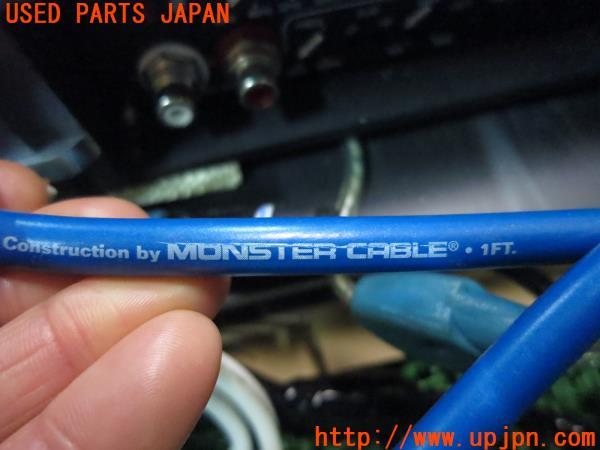 USED PARTS JAPAN
Construction by MONSTER CABLE® · 1FT.
http://www.upjpn.com